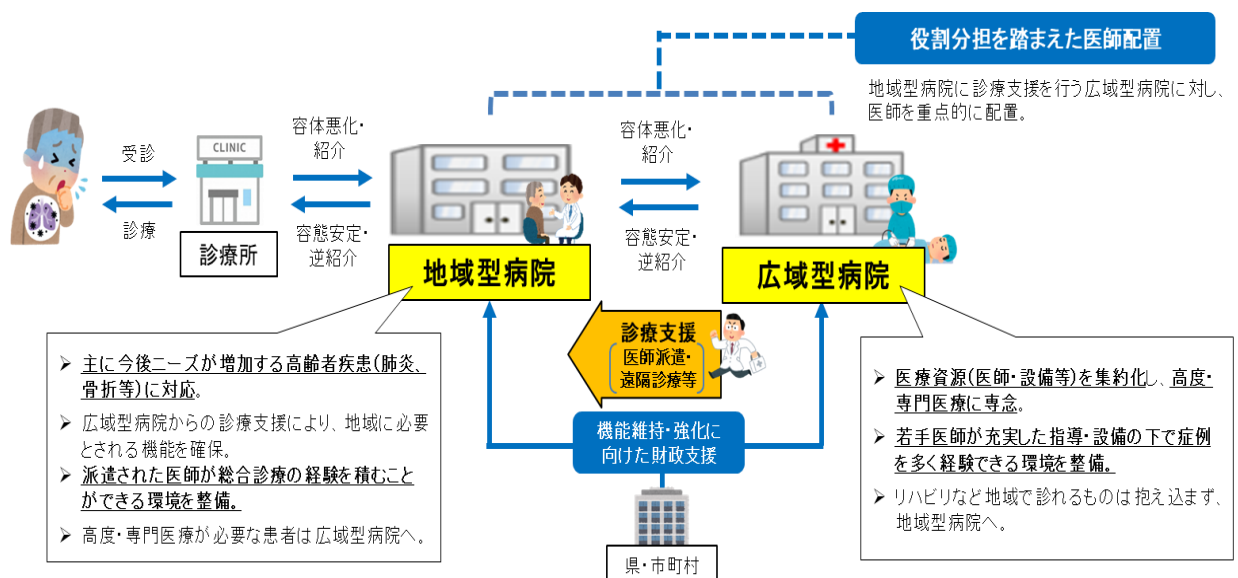 役割分担を踏まえた医師配置
地域型病院に診療支援を行う広域型病院に対し、
医師を重点的に配置。
受診
診療
CLINIC
診療所
容体悪化・
紹介
容態安定・
逆紹介
地域型病院
容体悪化・
紹介
容態安定・
逆紹介
広域型病院
診療支援
医師派遣・
遠隔診療等
➢ 主に今後ニーズが増加する高齢者疾患(肺炎、
骨折等)に対応。
➢ 広域型病院からの診療支援により、地域に必要
とされる機能を確保。
➢ 派遣された医師が総合診療の経験を積むこと
ができる環境を整備。
➢ 高度・専門医療が必要な患者は広域型病院へ。
機能維持・強化に
向けた財政支援
県・市町村
➢ 医療資源(医師・設備等)を集約化し、高度・
専門医療に専念。
➢ 若手医師が充実した指導・設備の下で症例
を多く経験できる環境を整備。
➢ リハビリなど地域で診れるものは抱え込まず、
地域型病院へ。